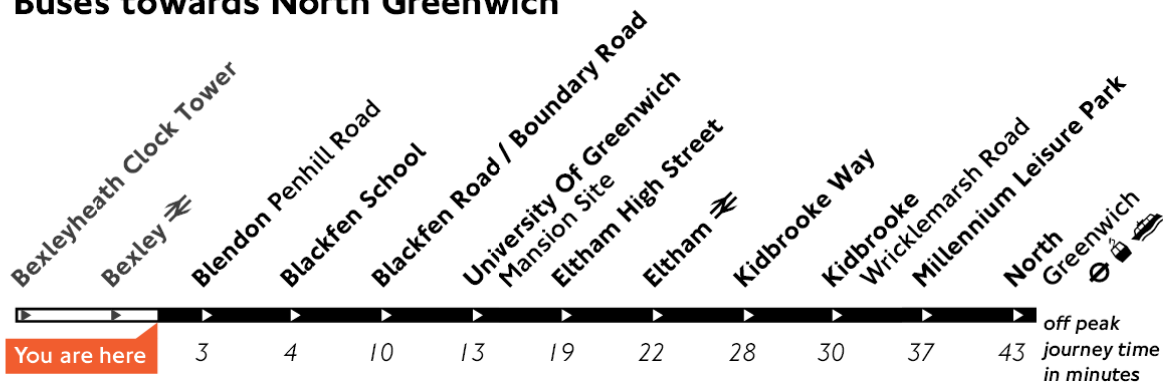 Buses towards North Greenwich
Bexleyheath Clock Tower
Bexley
Blendon Penhill Road
Blackfen School
Blackfen Road / Boundary Road
University Of Greenwich
Mansion Site
Eltham High Street
Eltham
Kidbrooke Way
Kidbrooke
Wricklemarsh Road
Millennium Leisure Park
North
Greenwich
You are here
3 4 10 13 19 22 28 30 37 43
off peak
journey time
in minutes